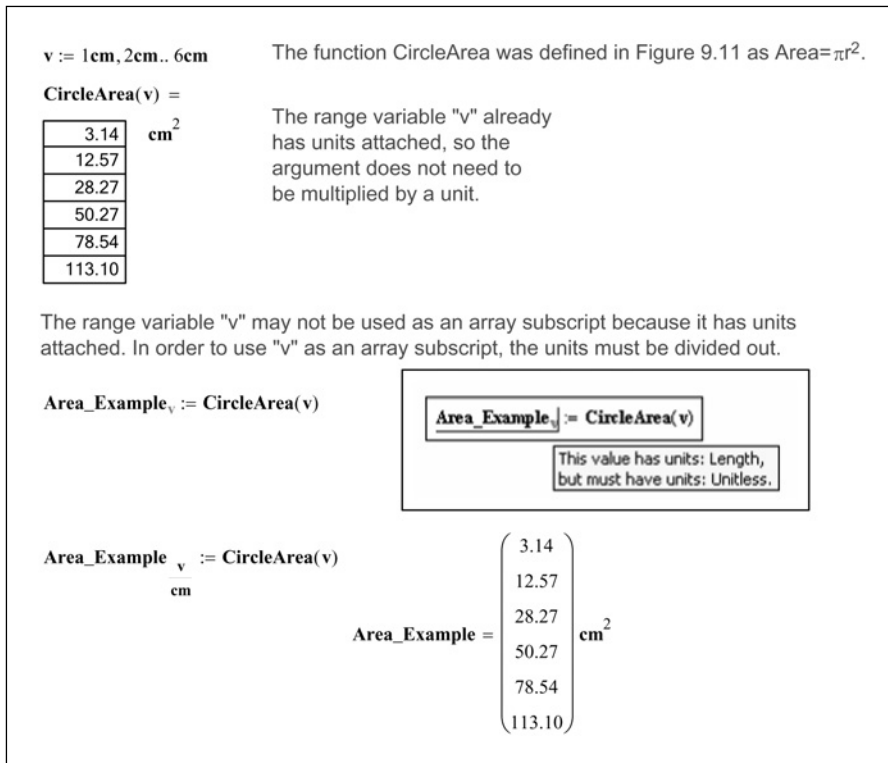 v := 1cm, 2cm.. 6cm
The function CircleArea was defined in Figure 9.11 as Area=πr².
CircleArea(v) =
3.14
cm²
12.57
28.27
50.27
78.54
113.10
The range variable "v" already
has units attached, so the
argument does not need to
be multiplied by a unit.
The range variable "v" may not be used as an array subscript because it has units
attached. In order to use "v" as an array subscript, the units must be divided out.
Area_Exampleᵥ := CircleArea(v)
Area_Exampleᵥ := CircleArea(v)
This value has units: Length,
but must have units: Unitless.
Area_Example v/cm := CircleArea(v)
Area_Example =
3.14
12.57
28.27
50.27
78.54
113.10
cm²